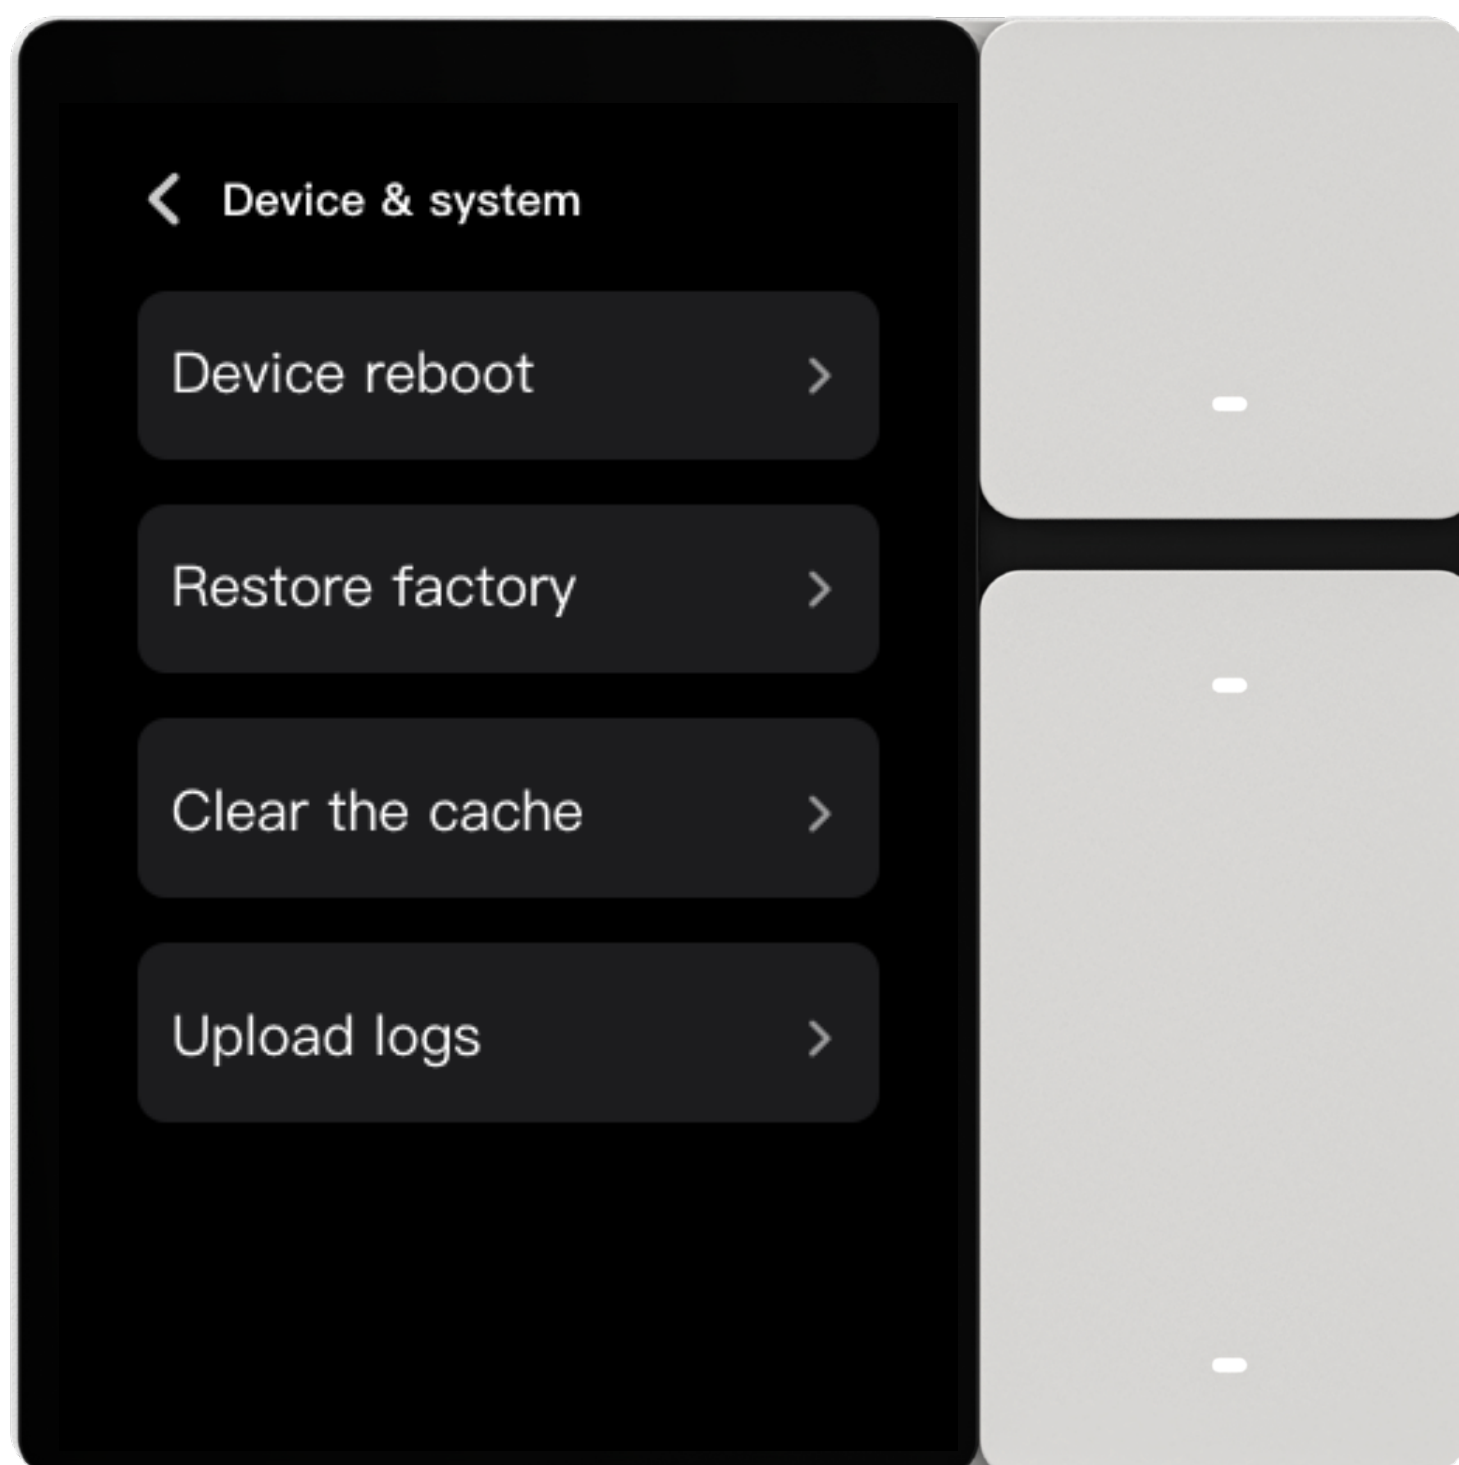 Device & system
Device reboot
Restore factory
Clear the cache
Upload logs